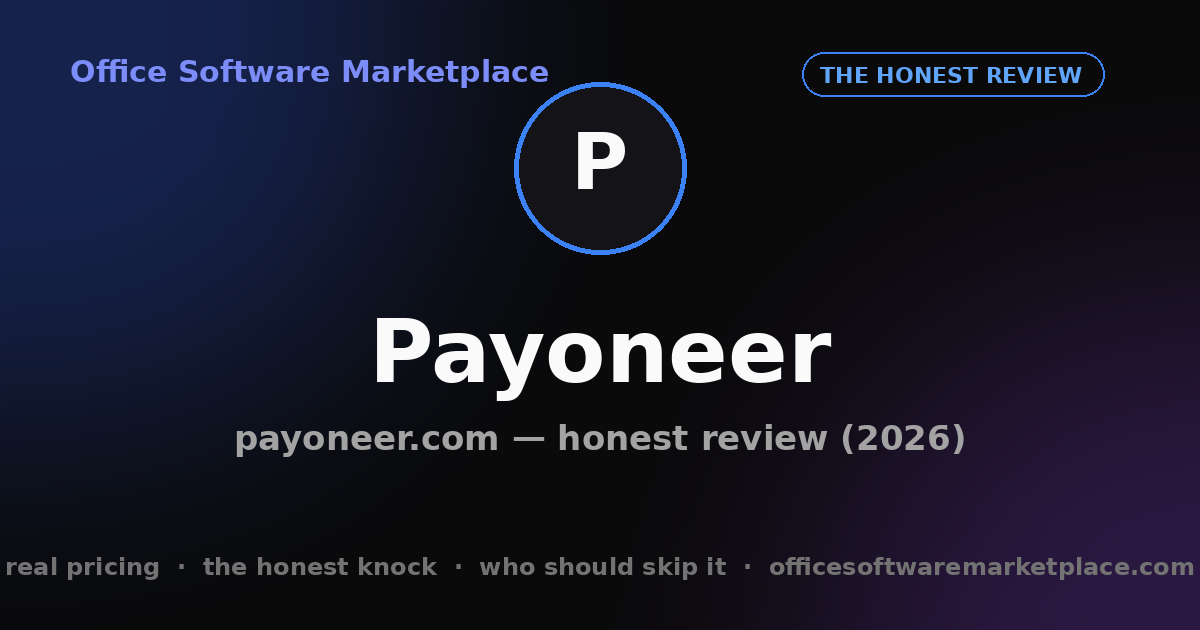 Office Software Marketplace
THE HONEST REVIEW
P
Payoneer
payoneer.com — honest review (2026)
real pricing · the honest knock · who should skip it · officesoftwaremarketplace.com